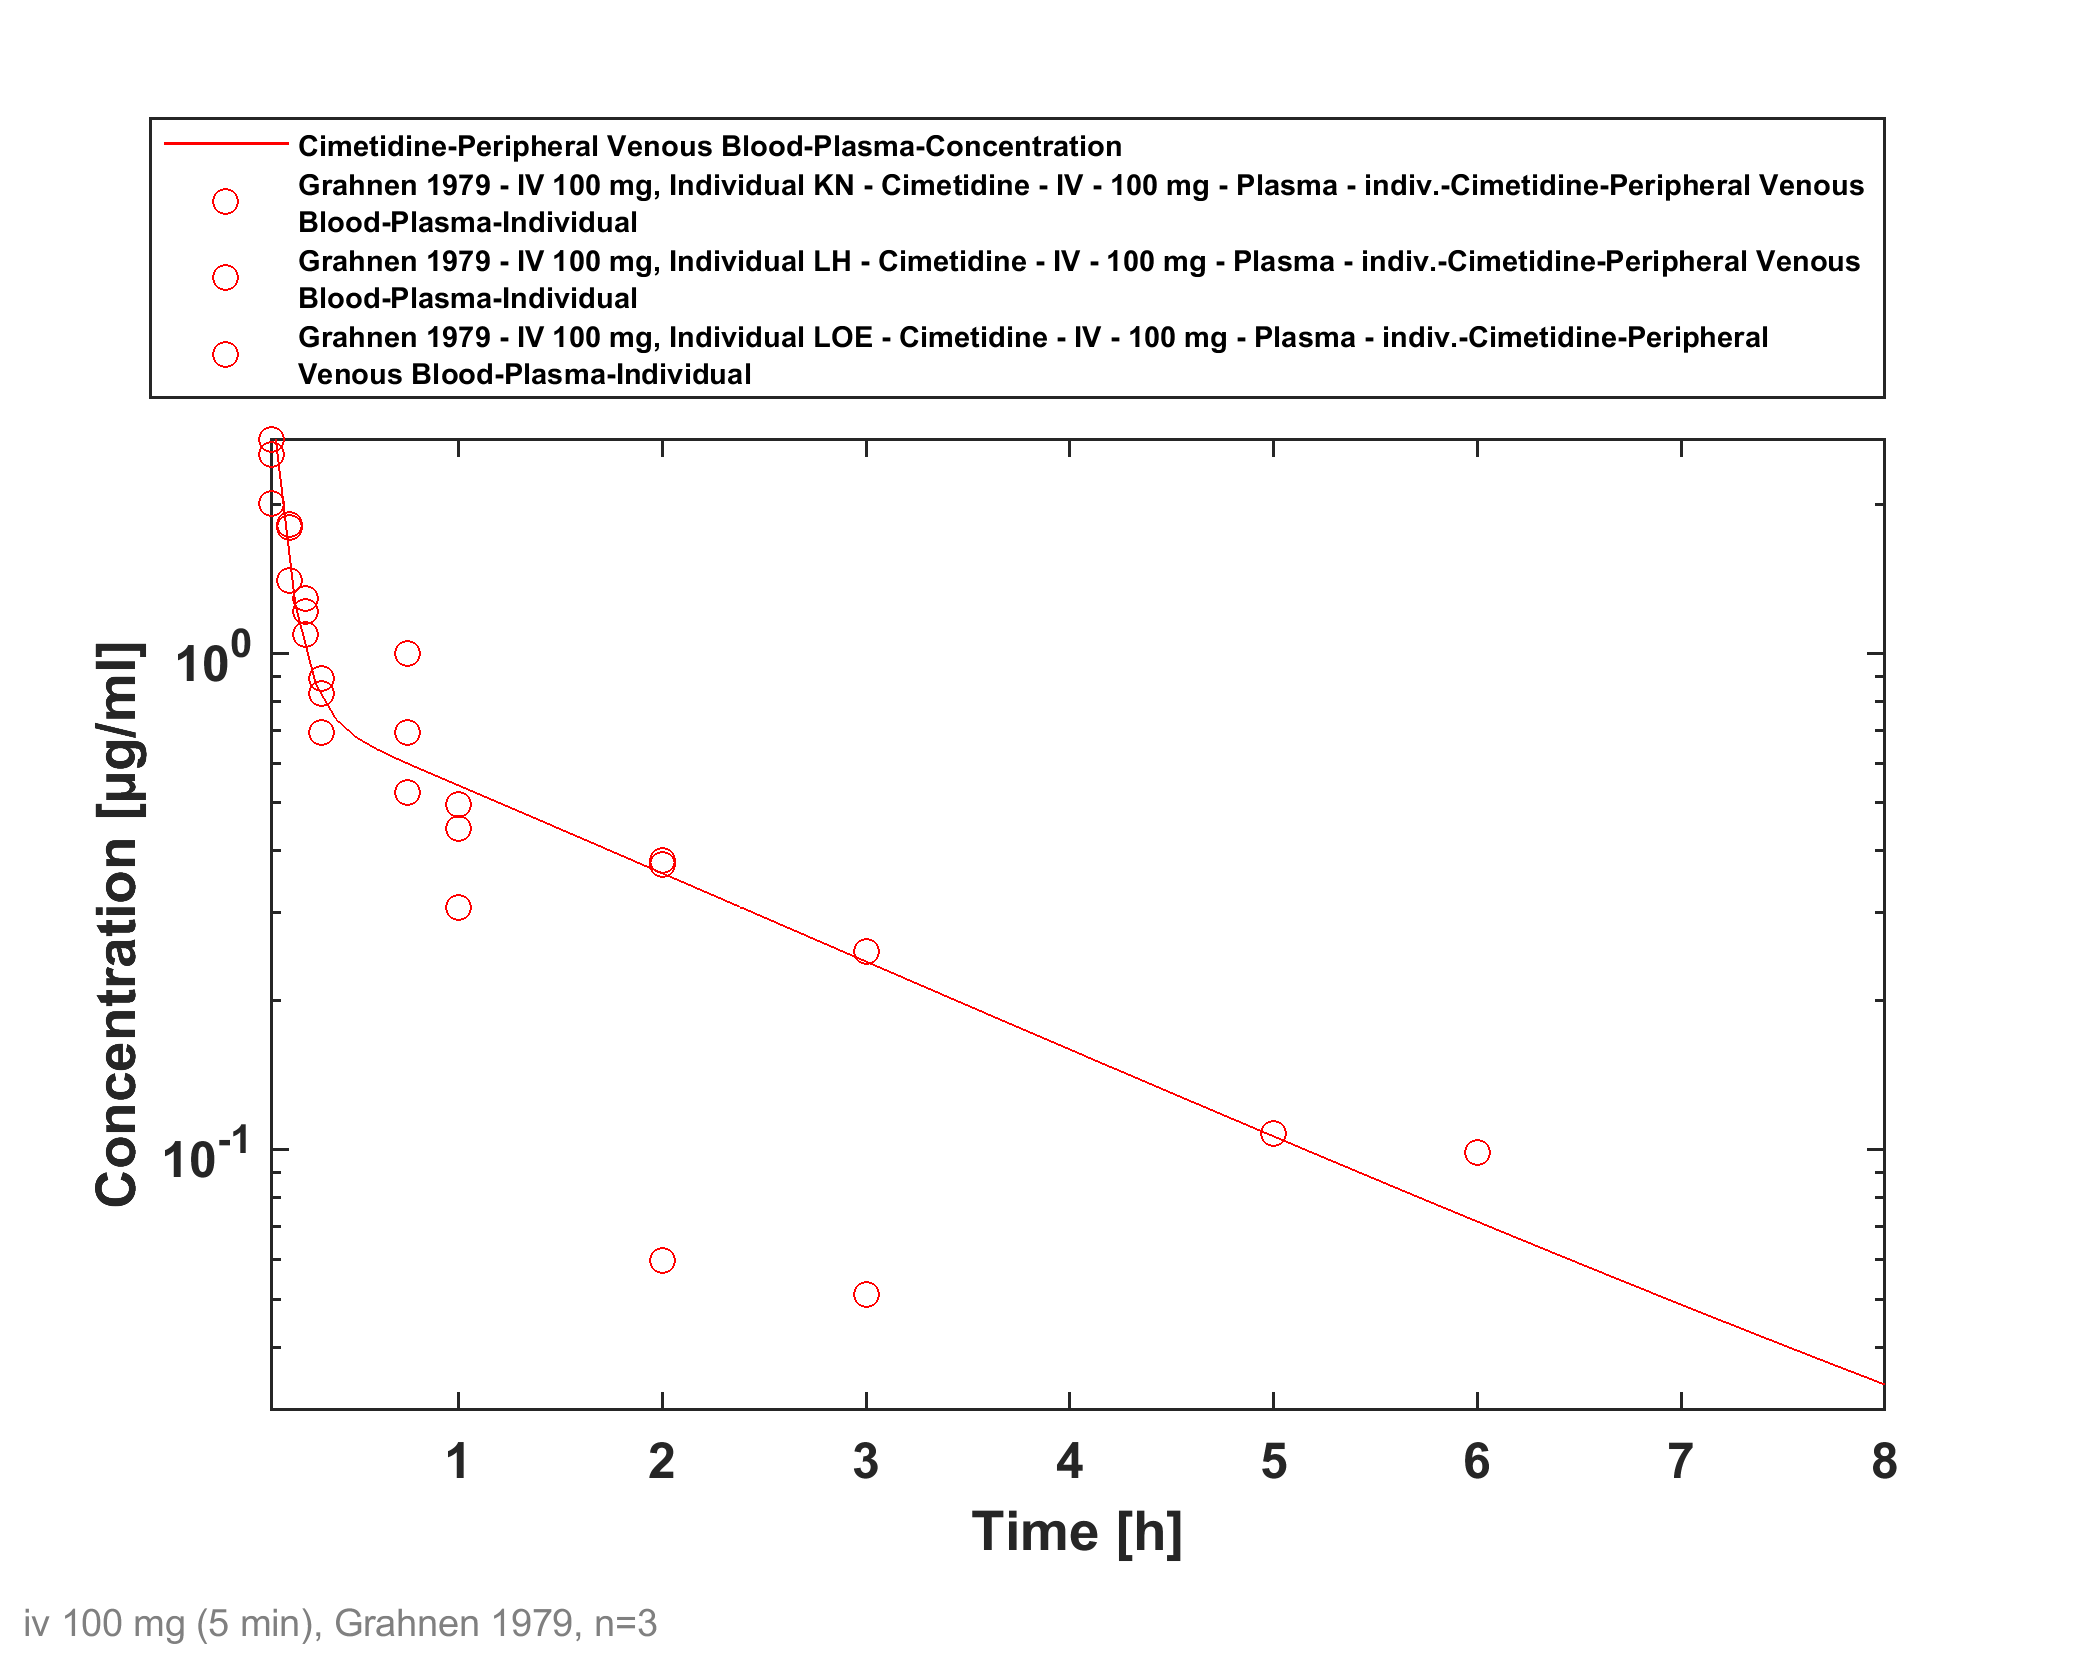 Cimetidine-Peripheral Venous Blood-Plasma-Concentration
Grahnen 1979 - IV 100 mg, Individual KN - Cimetidine - IV - 100 mg - Plasma - indiv.-Cimetidine-Peripheral Venous
Blood-Plasma-Individual
Grahnen 1979 - IV 100 mg, Individual LH - Cimetidine - IV - 100 mg - Plasma - indiv.-Cimetidine-Peripheral Venous
Blood-Plasma-Individual
Grahnen 1979 - IV 100 mg, Individual LOE - Cimetidine - IV - 100 mg - Plasma - indiv.-Cimetidine-Peripheral
Venous Blood-Plasma-Individual
Concentration [µg/ml]
10^0
10^-1
1 2 3 4 5 6 7 8
Time [h]
iv 100 mg (5 min), Grahnen 1979, n=3